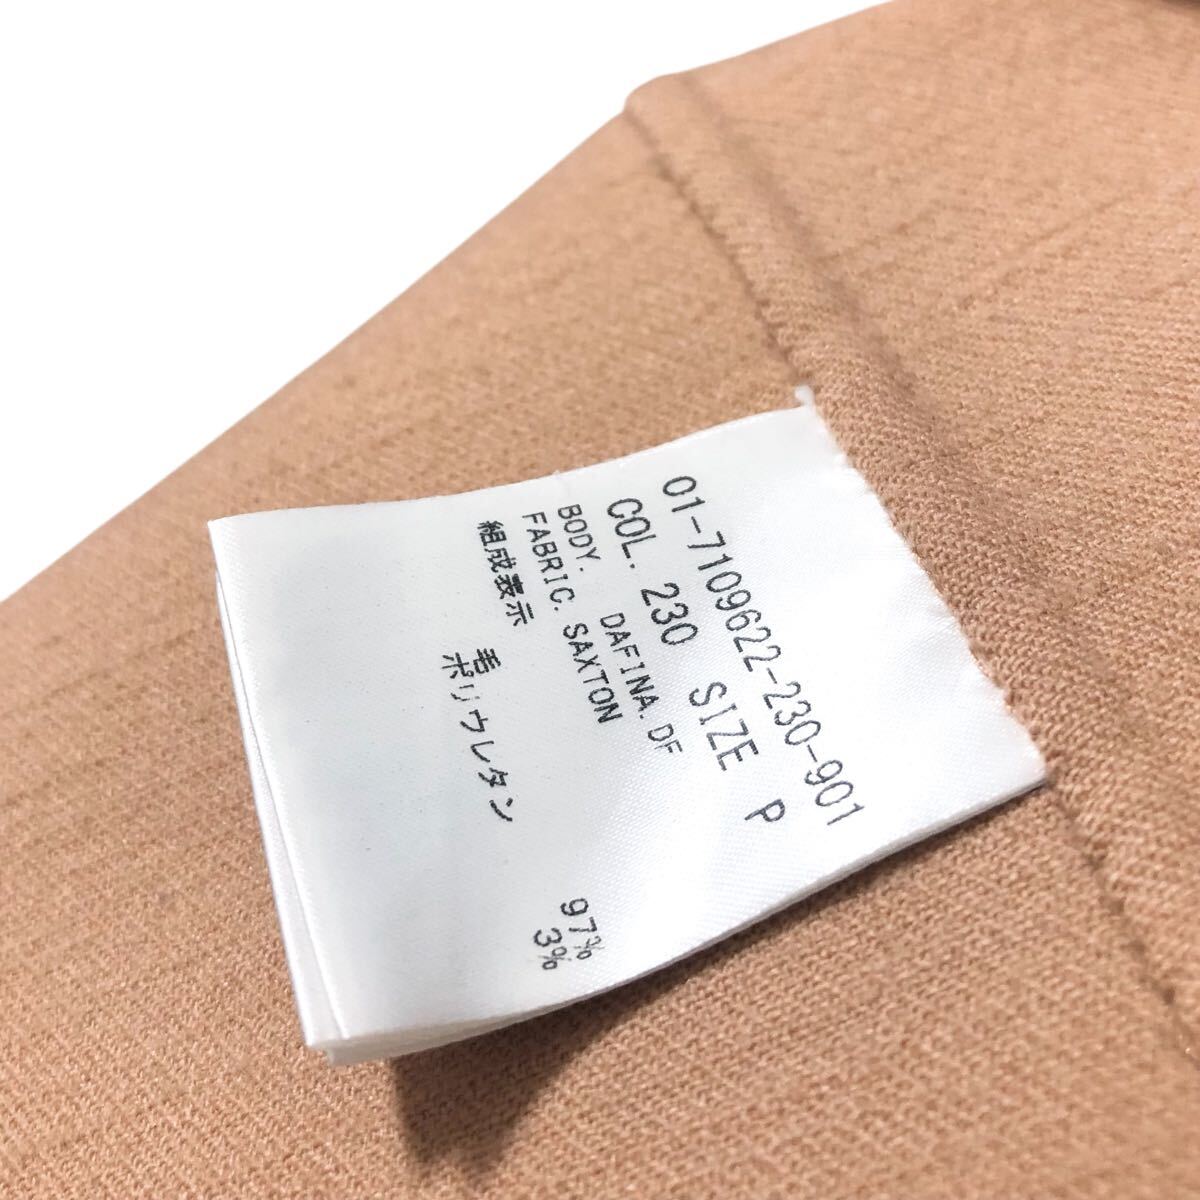 01-7109622-230-901
COL. 230 SIZE P
BODY. DAFINA.DF
FABRIC. SAXTON
組成表示
毛 97%
ポリウレタン 3%